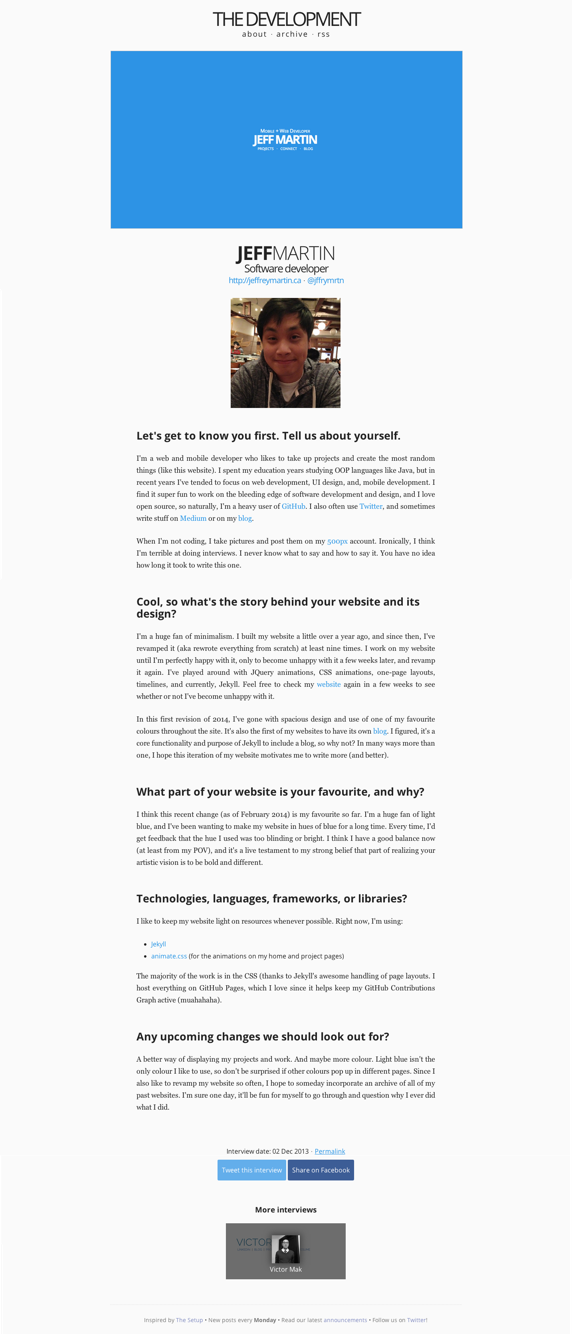 THE DEVELOPMENT
about · archive · rss
Mobile + Web Developer
JEFF MARTIN
PROJECTS CONNECT BLOG
JEFFMARTIN
Software developer
http://jeffreymartin.ca · @jffrymrtn
Let's get to know you first. Tell us about yourself.
I'm a web and mobile developer who likes to take up projects and create the most random
things (like this website). I spent my education years studying OOP languages like Java, but in
recent years I've tended to focus on web development, UI design, and, mobile development. I
find it super fun to work on the bleeding edge of software development and design, and I love
open source, so naturally, I'm a heavy user of GitHub. I also often use Twitter, and sometimes
write stuff on Medium or on my blog.
When I'm not coding, I take pictures and post them on my 500px account. Ironically, I think
I'm terrible at doing interviews. I never know what to say and how to say it. You have no idea
how long it took to write this one.
Cool, so what's the story behind your website and its
design?
I'm a huge fan of minimalism. I built my website a little over a year ago, and since then, I've
revamped it (aka rewrote everything from scratch) at least nine times. I work on my website
until I'm perfectly happy with it, only to become unhappy with it a few weeks later, and revamp
it again. I've played around with JQuery animations, CSS animations, one-page layouts,
timelines, and currently, Jekyll. Feel free to check my website again in a few weeks to see
whether or not I've become unhappy with it.
In this first revision of 2014, I've gone with spacious design and use of one of my favourite
colours throughout the site. It's also the first of my websites to have its own blog. I figured, it's a
core functionality and purpose of Jekyll to include a blog, so why not? In many ways more than
one, I hope this iteration of my website motivates me to write more (and better).
What part of your website is your favourite, and why?
I think this recent change (as of February 2014) is my favourite so far. I'm a huge fan of light
blue, and I've been wanting to make my website in hues of blue for a long time. Every time, I'd
get feedback that the hue I used was too blinding or bright. I think I have a good balance now
(at least from my POV), and it's a live testament to my strong belief that part of realizing your
artistic vision is to be bold and different.
Technologies, languages, frameworks, or libraries?
I like to keep my website light on resources whenever possible. Right now, I'm using:
• Jekyll
• animate.css (for the animations on my home and project pages)
The majority of the work is in the CSS (thanks to Jekyll's awesome handling of page layouts. I
host everything on GitHub Pages, which I love since it helps keep my GitHub Contributions
Graph active (muahahaha).
Any upcoming changes we should look out for?
A better way of displaying my projects and work. And maybe more colour. Light blue isn't the
only colour I like to use, so don't be surprised if other colours pop up in different pages. Since I
also like to revamp my website so often, I hope to someday incorporate an archive of all of my
past websites. I'm sure one day, it'll be fun for myself to go through and question why I ever did
what I did.
Interview date: 02 Dec 2013 · Permalink
Tweet this interview Share on Facebook
More interviews
VICTOR
Victor Mak
Inspired by The Setup • New posts every Monday • Read our latest announcements • Follow us on Twitter!